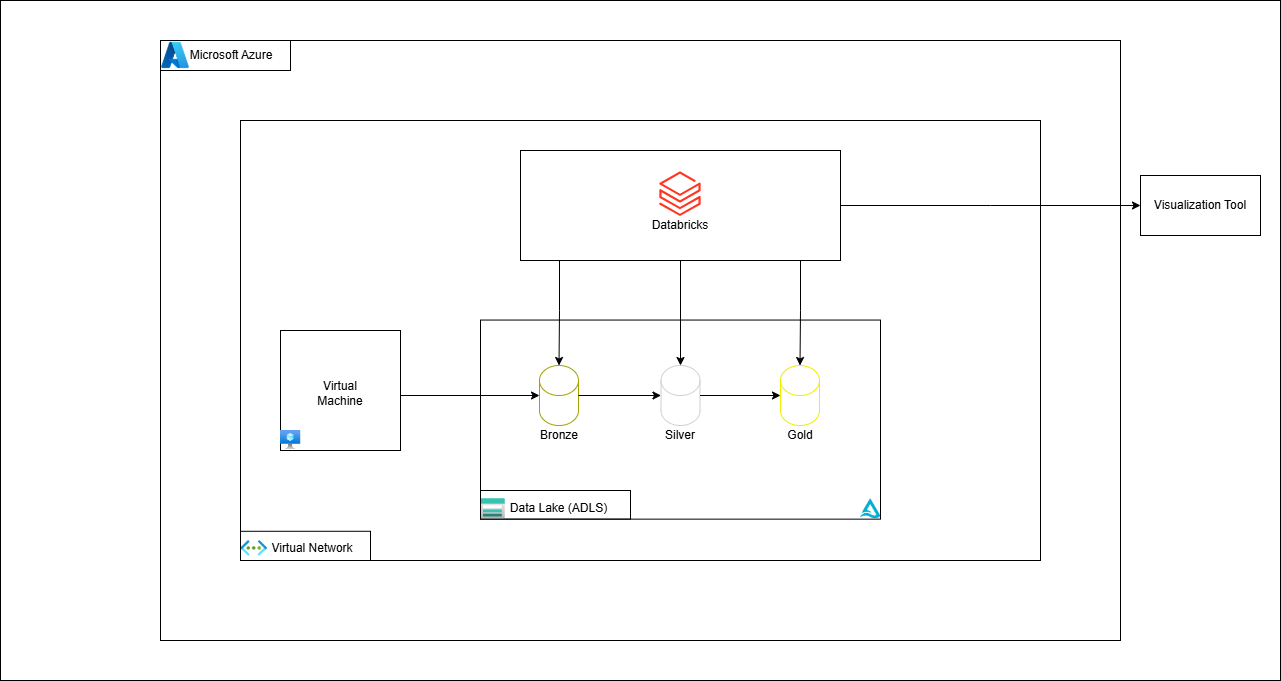 Microsoft Azure
Databricks
Visualization Tool
Virtual
Machine
Bronze
Silver
Gold
Data Lake (ADLS)
Virtual Network